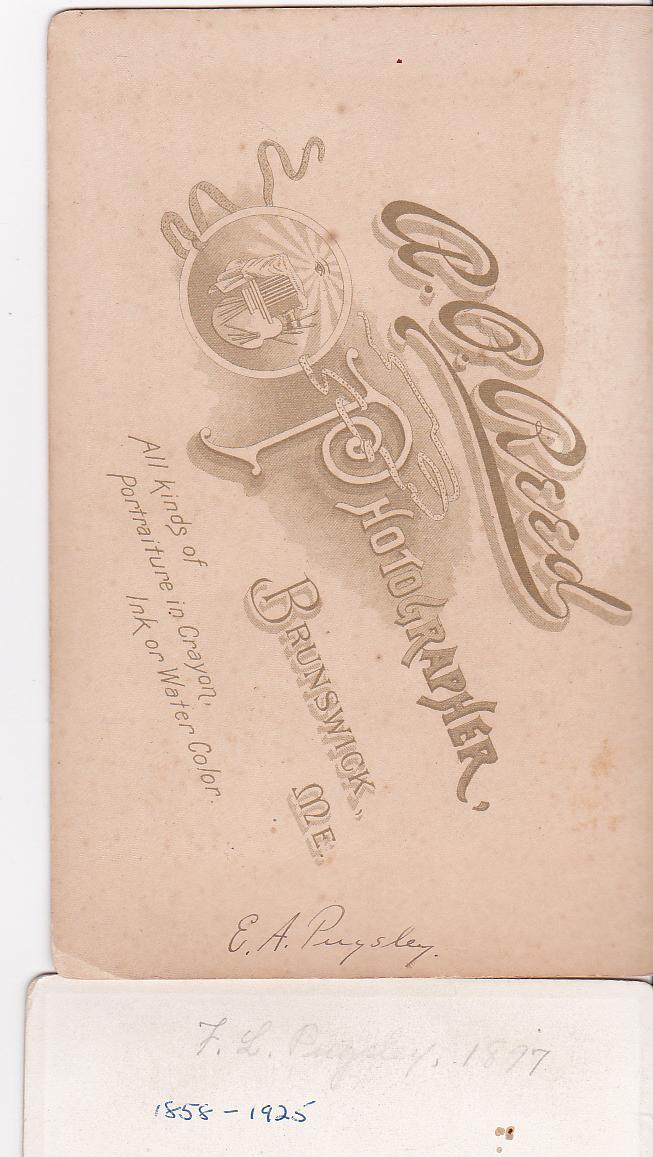 A. O. Reed
PHOTOGRAPHER,
BRUNSWICK, ME.
All kinds of
portraiture in Crayon,
Ink or Water Color.
E. A. Pugsley.
F. L. Pugsley, 1897
1858 - 1925